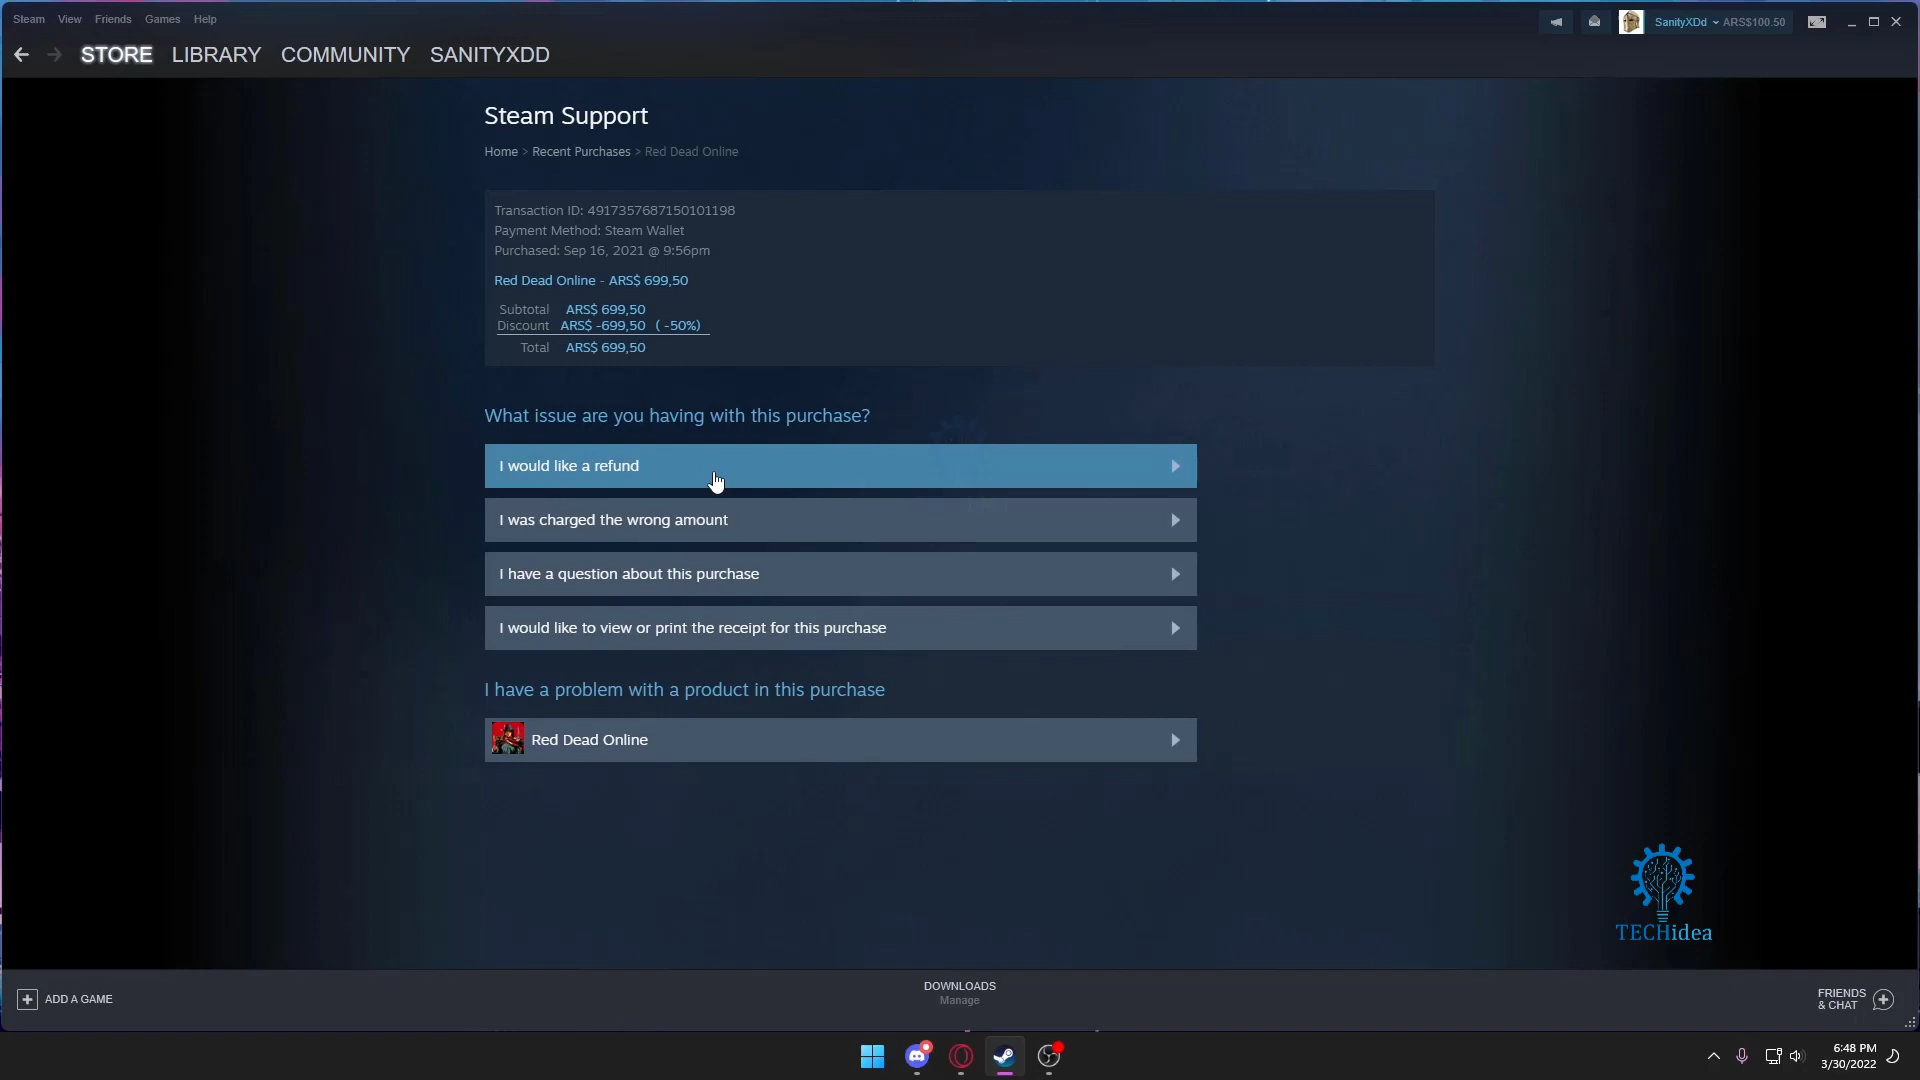 Steam View Friends Games Help
SanityXDd ARS$100.50
STORE LIBRARY COMMUNITY SANITYXDD
Steam Support
Home > Recent Purchases > Red Dead Online
Transaction ID: 4917357687150101198
Payment Method: Steam Wallet
Purchased: Sep 16, 2021 @ 9:56pm
Red Dead Online - ARS$ 699,50
Subtotal ARS$ 699,50
Discount ARS$ -699,50 ( -50%)
Total ARS$ 699,50
What issue are you having with this purchase?
I would like a refund
I was charged the wrong amount
I have a question about this purchase
I would like to view or print the receipt for this purchase
I have a problem with a product in this purchase
Red Dead Online
TECHidea
ADD A GAME
DOWNLOADS
Manage
FRIENDS
& CHAT
6:48 PM
3/30/2022